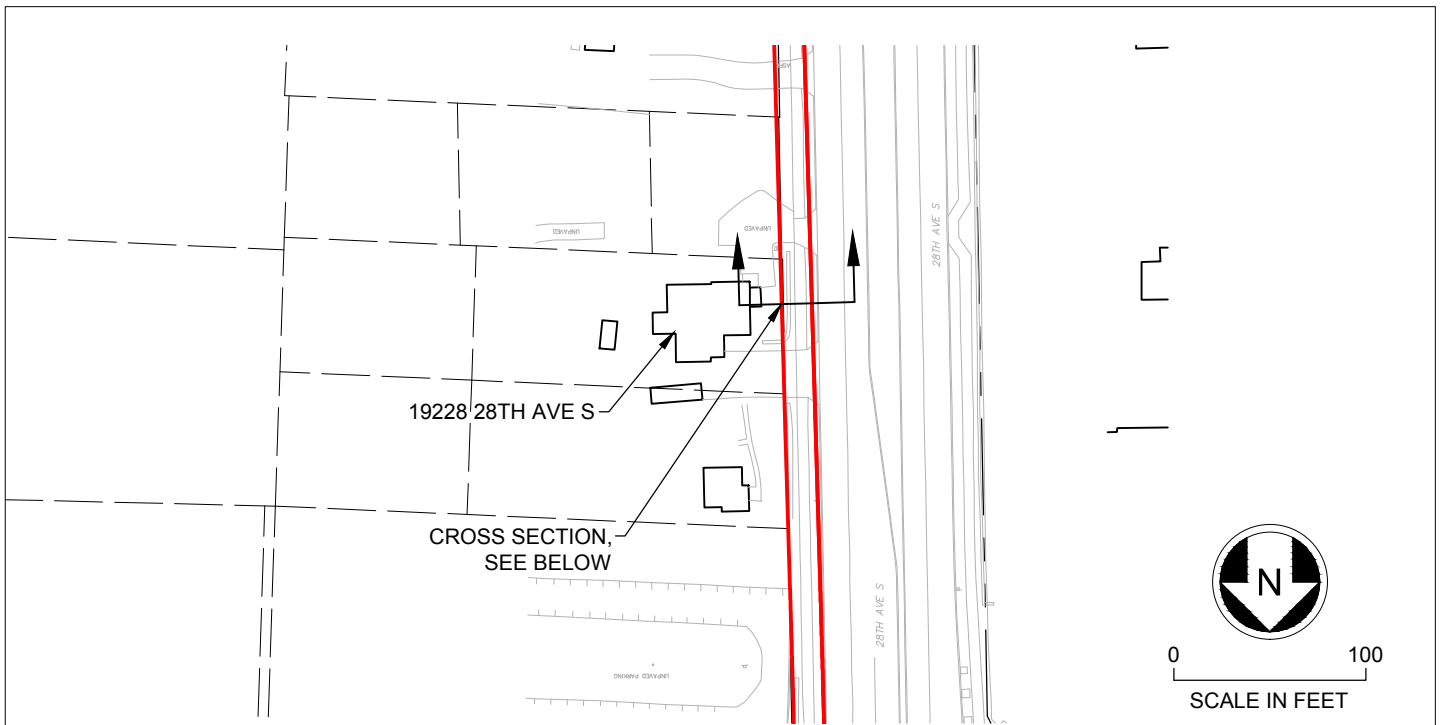 UNPAVED
UNPAVED
28TH AVE S
19228 28TH AVE S
CROSS SECTION,
SEE BELOW
28TH AVE S
UNPAVED PARKING
N
0 100
SCALE IN FEET